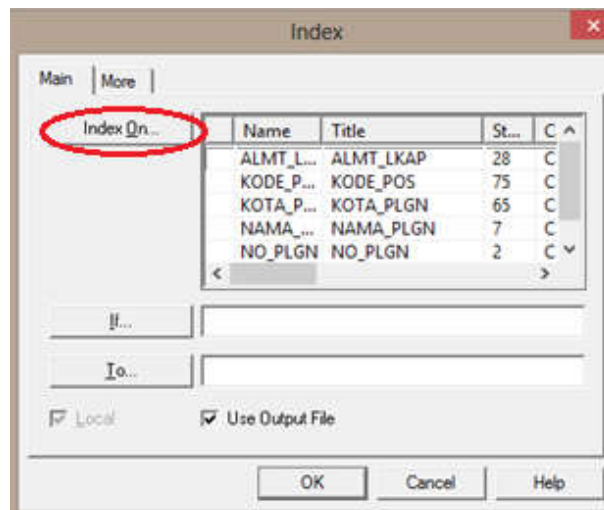 Index
Main More
Index On...
Name Title St... C
ALMT_L... ALMT_LKAP 28 C
KODE_P... KODE_POS 75 C
KOTA_P... KOTA_PLGN 65 C
NAMA_... NAMA_PLGN 7 C
NO_PLGN NO_PLGN 2 C
If...
To...
Local Use Output File
OK Cancel Help